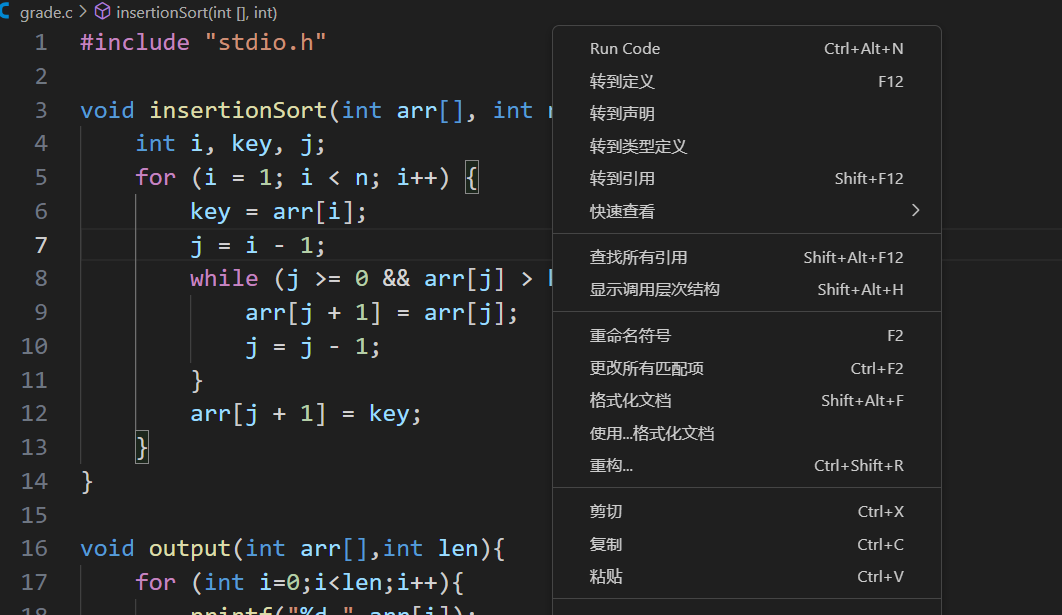 grade.c > insertionSort(int [], int)
1 #include "stdio.h"
2
3 void insertionSort(int arr[], int
4 int i, key, j;
5 for (i = 1; i < n; i++) {
6 key = arr[i];
7 j = i - 1;
8 while (j >= 0 && arr[j] >
9 arr[j + 1] = arr[j];
10 j = j - 1;
11 }
12 arr[j + 1] = key;
13 }
14 }
15
16 void output(int arr[],int len){
17 for (int i=0;i<len;i++){
18 printf("%d ",arr[i]);
Run Code Ctrl+Alt+N
转到定义 F12
转到声明
转到类型定义
转到引用 Shift+F12
快速查看 >
查找所有引用 Shift+Alt+F12
显示调用层次结构 Shift+Alt+H
重命名符号 F2
更改所有匹配项 Ctrl+F2
格式化文档 Shift+Alt+F
使用...格式化文档
重构... Ctrl+Shift+R
剪切 Ctrl+X
复制 Ctrl+C
粘贴 Ctrl+V